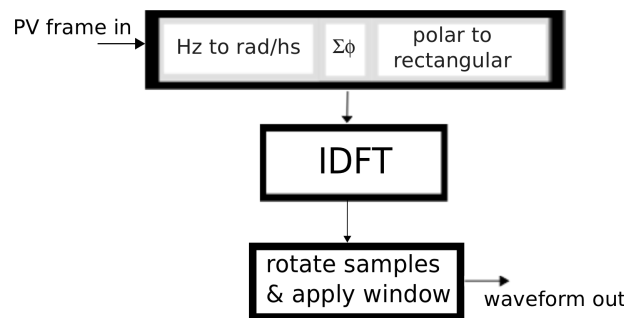 PV frame in
Hz to rad/hs
Σϕ
polar to
rectangular
IDFT
rotate samples
& apply window
waveform out